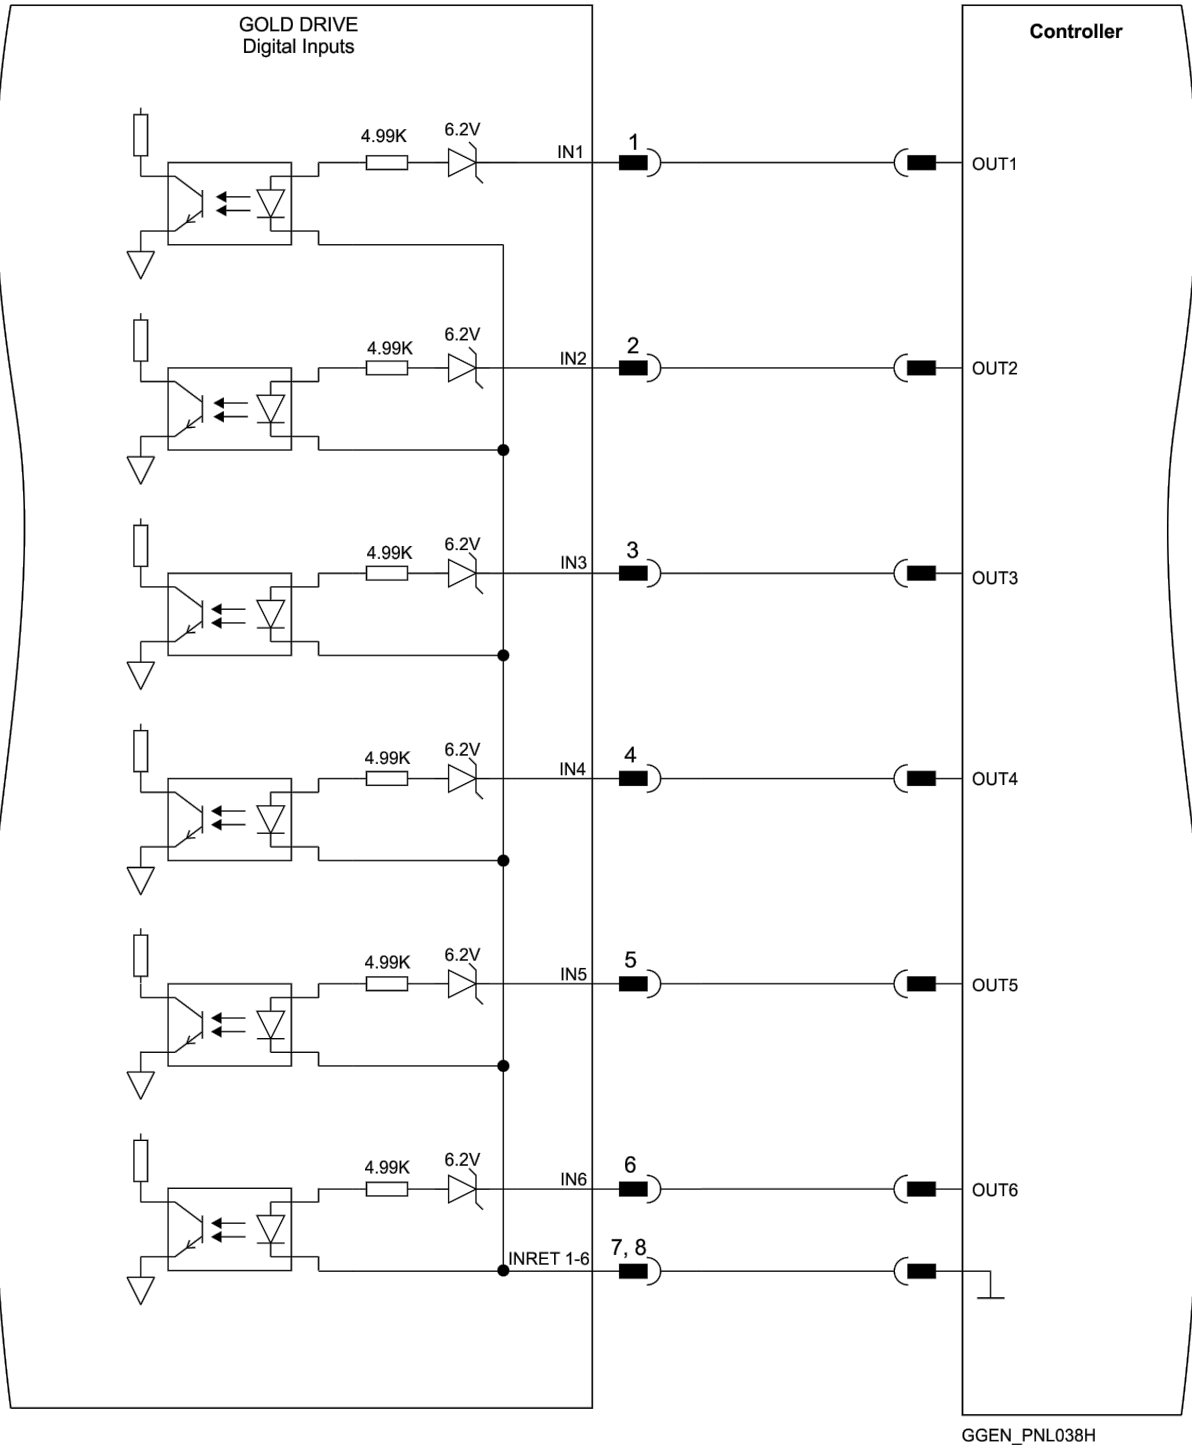 GOLD DRIVE
Digital Inputs
Controller
4.99K
6.2V
IN1
1
OUT1
4.99K
6.2V
IN2
2
OUT2
4.99K
6.2V
IN3
3
OUT3
4.99K
6.2V
IN4
4
OUT4
4.99K
6.2V
IN5
5
OUT5
4.99K
6.2V
IN6
6
OUT6
INRET 1-6
7, 8
GGEN_PNL038H